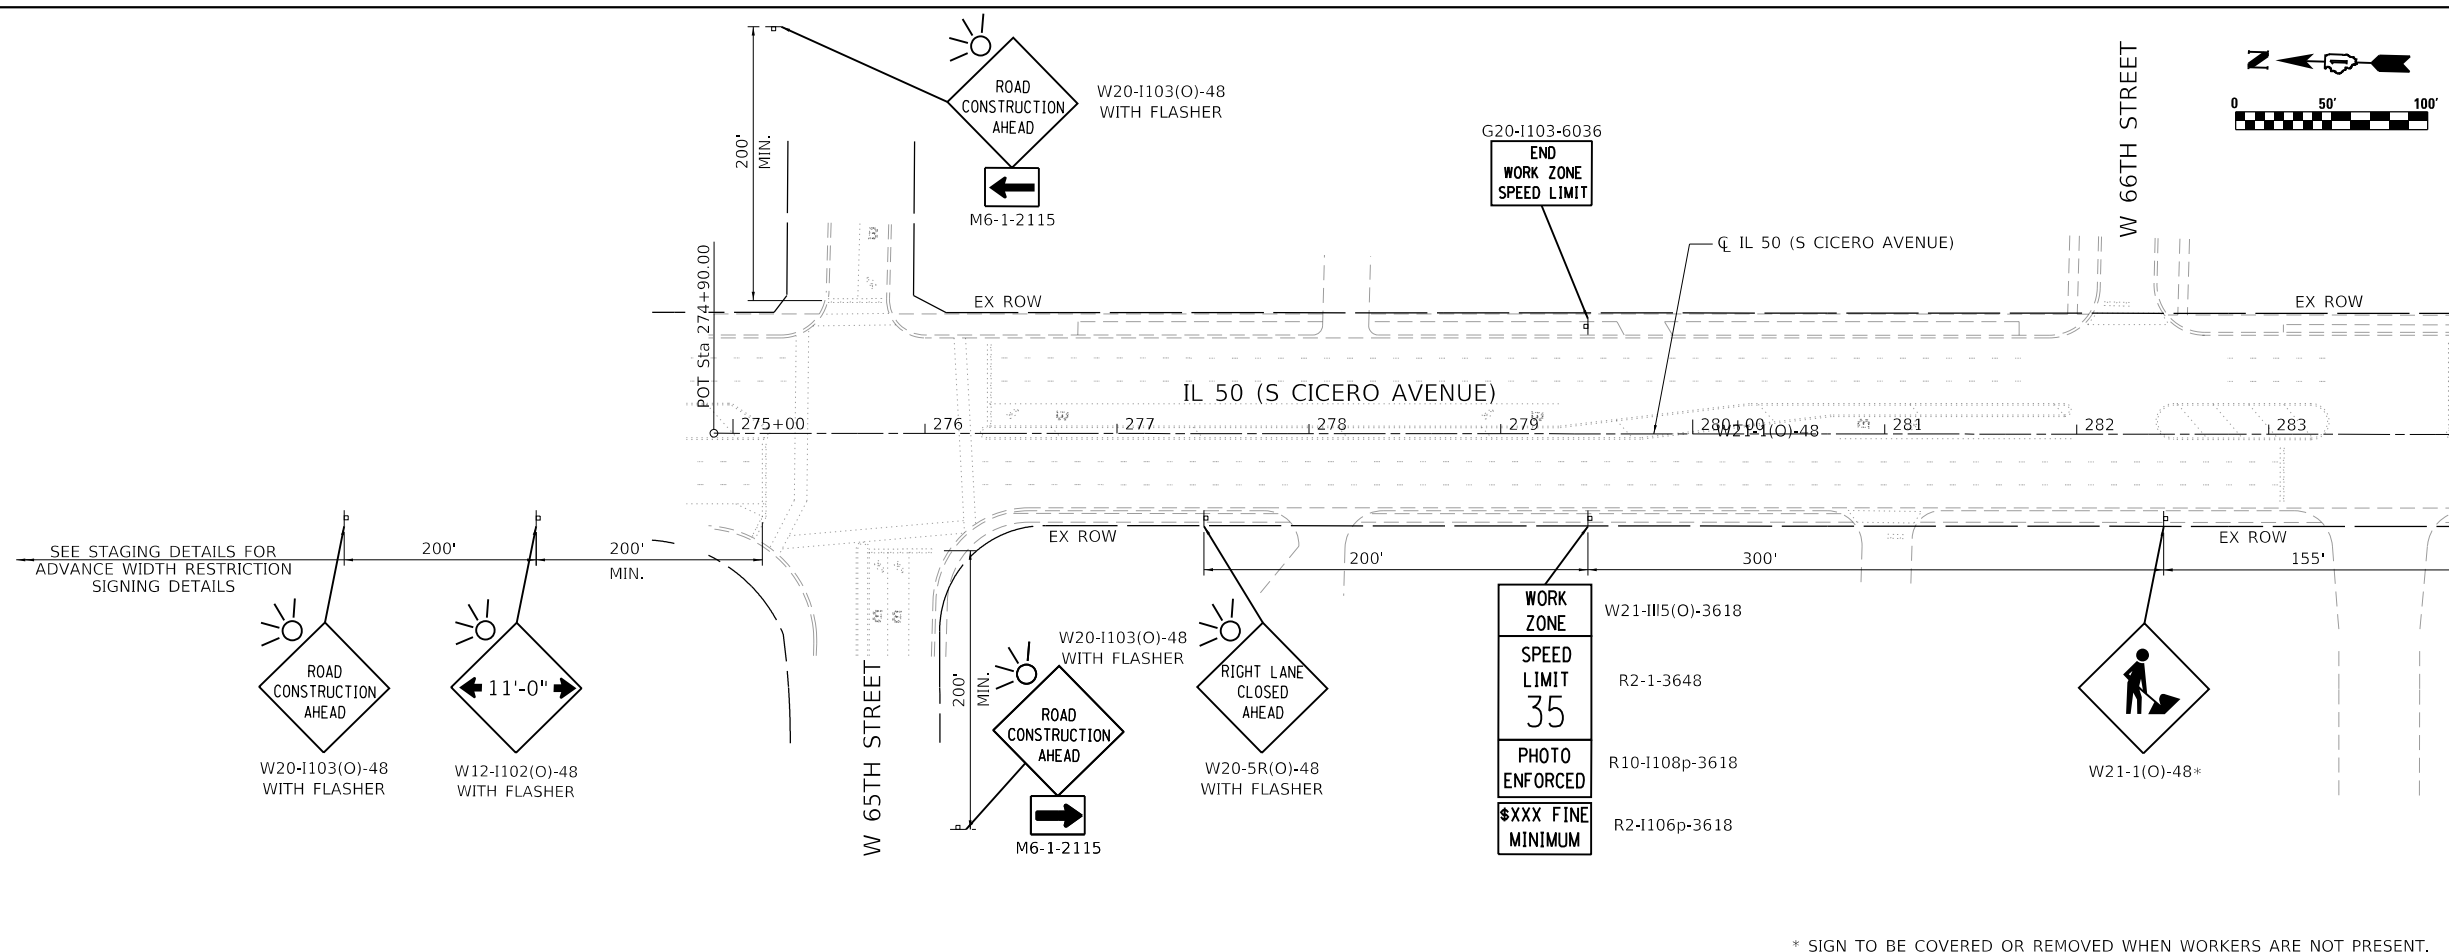 ROAD
CONSTRUCTION
AHEAD
W20-I103(O)-48
WITH FLASHER
M6-1-2115
200'
MIN.
G20-I103-6036
END
WORK ZONE
SPEED LIMIT
W 66TH STREET
N
0 50' 100'
℄ IL 50 (S CICERO AVENUE)
POT Sta 274+90.00
EX ROW
EX ROW
IL 50 (S CICERO AVENUE)
275+00 276 277 278 279 280+00 281 282 283
W21-1(O)-48
SEE STAGING DETAILS FOR
ADVANCE WIDTH RESTRICTION
SIGNING DETAILS
200'
200'
MIN.
EX ROW
EX ROW
200'
300'
155'
ROAD
CONSTRUCTION
AHEAD
W20-I103(O)-48
WITH FLASHER
11'-0"
W12-I102(O)-48
WITH FLASHER
W 65TH STREET
200'
MIN.
W20-I103(O)-48
WITH FLASHER
ROAD
CONSTRUCTION
AHEAD
M6-1-2115
RIGHT LANE
CLOSED
AHEAD
W20-5R(O)-48
WITH FLASHER
WORK
ZONE
W21-III5(O)-3618
SPEED
LIMIT
35
R2-1-3648
PHOTO
ENFORCED
R10-I108p-3618
$XXX FINE
MINIMUM
R2-I106p-3618
W21-1(O)-48*
* SIGN TO BE COVERED OR REMOVED WHEN WORKERS ARE NOT PRESENT.